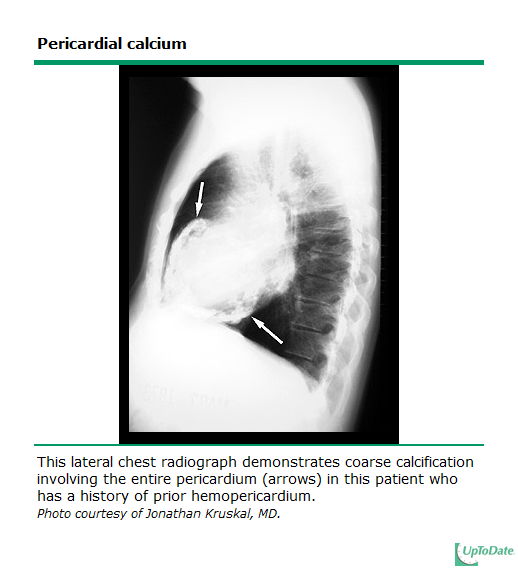 Pericardial calcium
This lateral chest radiograph demonstrates coarse calcification
involving the entire pericardium (arrows) in this patient who
has a history of prior hemopericardium.
Photo courtesy of Jonathan Kruskal, MD.
UpToDate